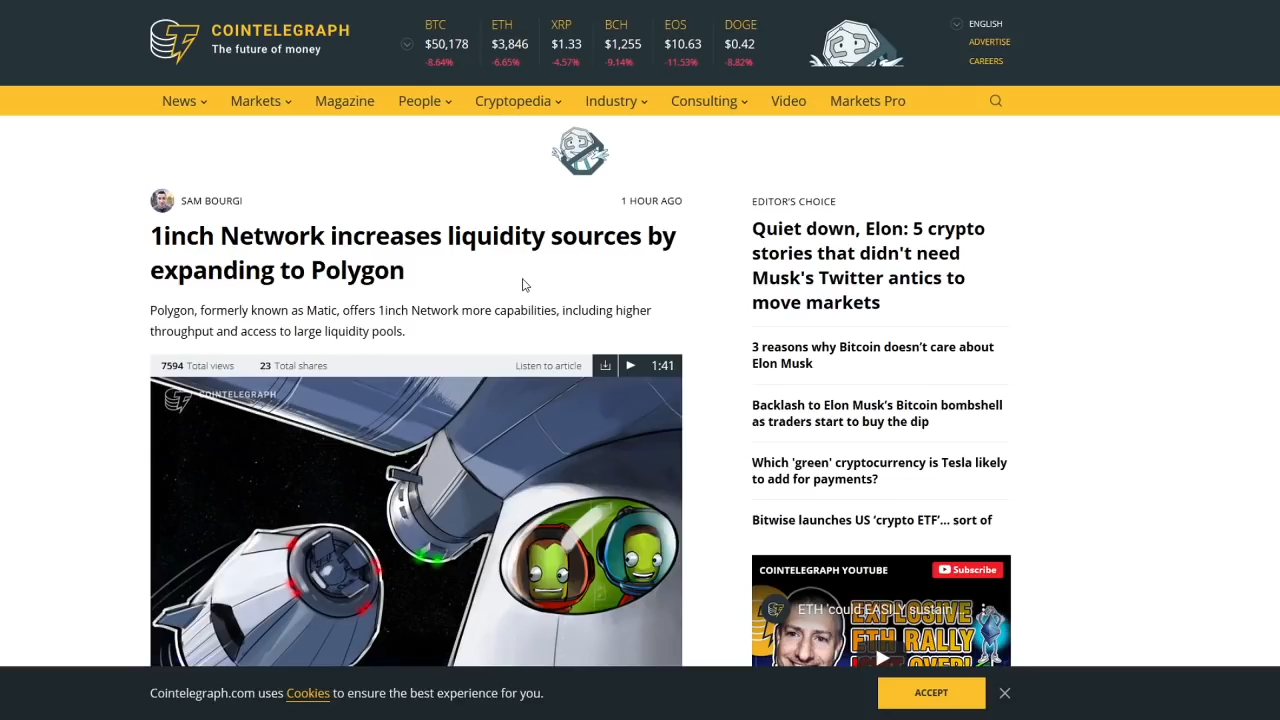 COINTELEGRAPH
The future of money
BTC ETH XRP BCH EOS DOGE
$50,178 $3,846 $1.33 $1,255 $10.63 $0.42
-8.64% -6.65% -4.57% -9.14% -11.53% -8.82%
ENGLISH
ADVERTISE
CAREERS
News Markets Magazine People Cryptopedia Industry Consulting Video Markets Pro
SAM BOURGI 1 HOUR AGO
1inch Network increases liquidity sources by
expanding to Polygon
Polygon, formerly known as Matic, offers 1inch Network more capabilities, including higher
throughput and access to large liquidity pools.
7594 Total views 23 Total shares Listen to article 1:41
COINTELEGRAPH
EDITOR'S CHOICE
Quiet down, Elon: 5 crypto
stories that didn't need
Musk's Twitter antics to
move markets
3 reasons why Bitcoin doesn’t care about
Elon Musk
Backlash to Elon Musk’s Bitcoin bombshell
as traders start to buy the dip
Which 'green' cryptocurrency is Tesla likely
to add for payments?
Bitwise launches US ‘crypto ETF’... sort of
COINTELEGRAPH YOUTUBE Subscribe
ETH 'could EASILY sustain
EXPLOSIVE
ETH RALLY
Cointelegraph.com uses Cookies to ensure the best experience for you.
ACCEPT